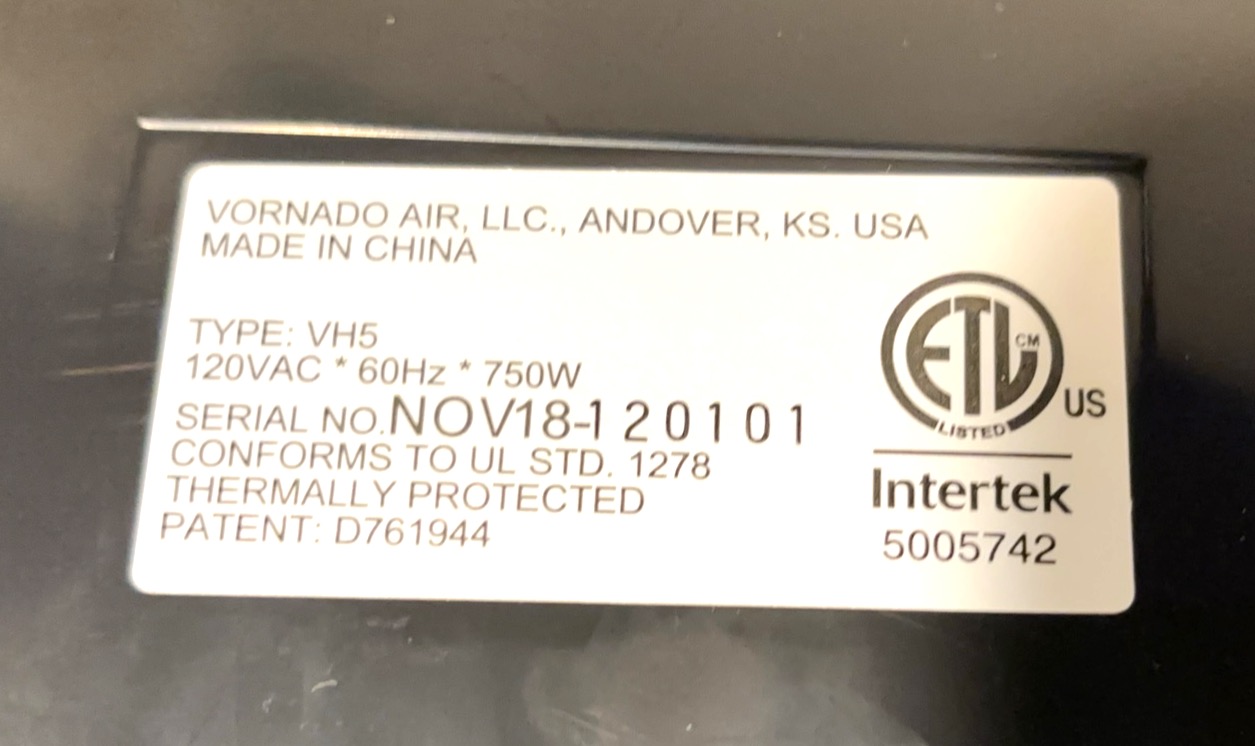 VORNADO AIR, LLC., ANDOVER, KS. USA
MADE IN CHINA
TYPE: VH5
120VAC * 60Hz * 750W
SERIAL NO.NOV18-120101
CONFORMS TO UL STD. 1278
THERMALLY PROTECTED
PATENT: D761944
ETL CM
US
LISTED
Intertek
5005742